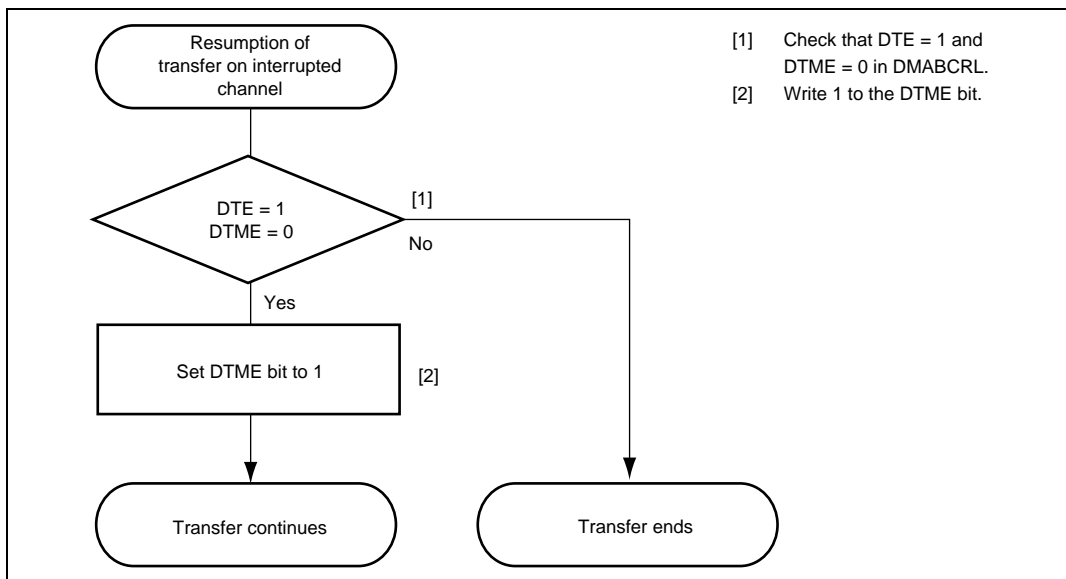 Resumption of
transfer on interrupted
channel
[1] Check that DTE = 1 and
DTME = 0 in DMABCRL.
[2] Write 1 to the DTME bit.
DTE = 1
DTME = 0
[1]
No
Yes
Set DTME bit to 1
[2]
Transfer continues
Transfer ends